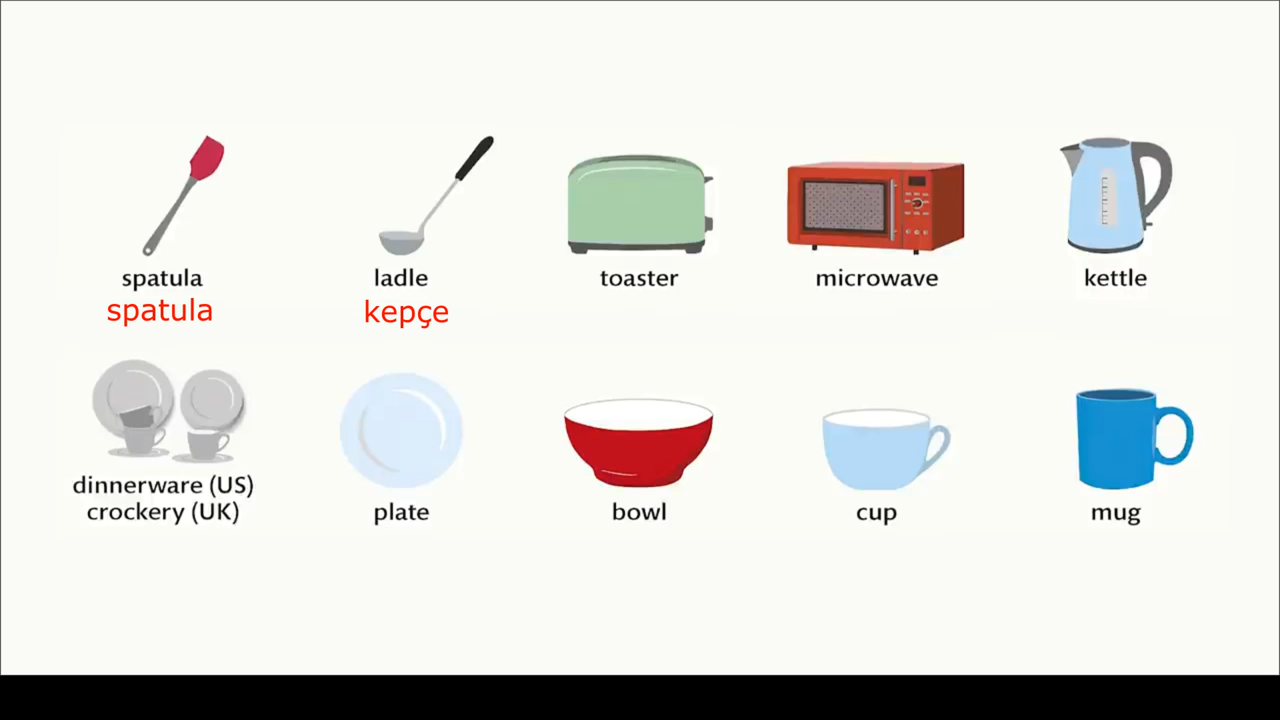 spatula
ladle
toaster
microwave
kettle
spatula
kepçe
dinnerware (US)
crockery (UK)
plate
bowl
cup
mug